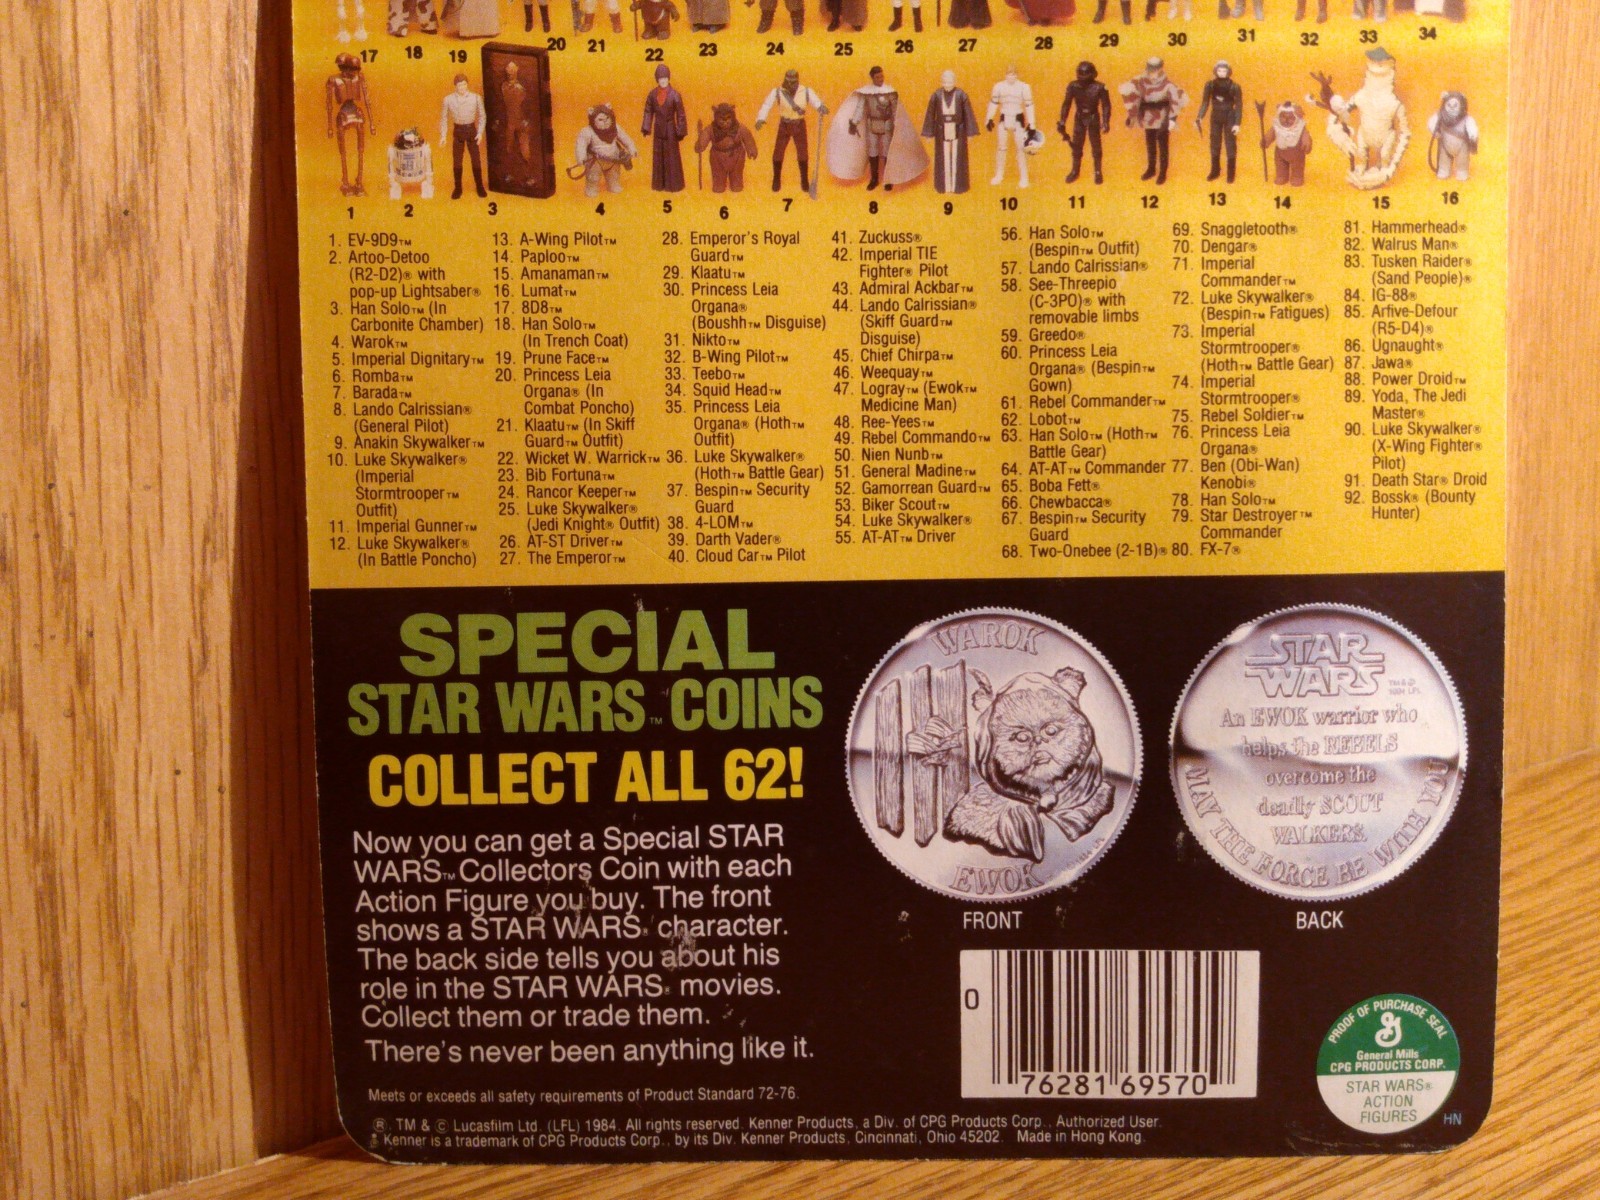 17 18 19 20 21 22 23 24 25 26 27 28 29 30 31 32 33 34
1 2 3 4 5 6 7 8 9 10 11 12 13 14 15 16
1. EV-9D9™
2. Artoo-Detoo
(R2-D2)® with
pop-up Lightsaber®
3. Han Solo™ (In
Carbonite Chamber)
4. Warok™
5. Imperial Dignitary™
6. Romba™
7. Barada™
8. Lando Calrissian®
(General Pilot)
9. Anakin Skywalker™
10. Luke Skywalker®
(Imperial
Stormtrooper™
Outfit)
11. Imperial Gunner™
12. Luke Skywalker®
(In Battle Poncho)
13. A-Wing Pilot™
14. Paploo™
15. Amanaman™
16. Lumat™
17. 8D8™
18. Han Solo™
(In Trench Coat)
19. Prune Face™
20. Princess Leia
Organa® (In
Combat Poncho)
21. Klaatu™ (In Skiff
Guard™ Outfit)
22. Wicket W. Warrick™
23. Bib Fortuna™
24. Rancor Keeper™
25. Luke Skywalker®
(Jedi Knight® Outfit)
26. AT-ST Driver™
27. The Emperor™
28. Emperor's Royal
Guard™
29. Klaatu™
30. Princess Leia
Organa®
(Boushh™ Disguise)
31. Nikto™
32. B-Wing Pilot™
33. Teebo™
34. Squid Head™
35. Princess Leia
Organa® (Hoth™
Outfit)
36. Luke Skywalker®
(Hoth™ Battle Gear)
37. Bespin™ Security
Guard
38. 4-LOM™
39. Darth Vader®
40. Cloud Car™ Pilot
41. Zuckuss®
42. Imperial TIE
Fighter® Pilot
43. Admiral Ackbar™
44. Lando Calrissian®
(Skiff Guard™
Disguise)
45. Chief Chirpa™
46. Weequay™
47. Logray™ (Ewok™
Medicine Man)
48. Ree-Yees™
49. Rebel Commando™
50. Nien Nunb™
51. General Madine™
52. Gamorrean Guard™
53. Biker Scout™
54. Luke Skywalker®
55. AT-AT™ Driver
56. Han Solo™
(Bespin™ Outfit)
57. Lando Calrissian®
58. See-Threepio
(C-3PO)® with
removable limbs
59. Greedo®
60. Princess Leia
Organa® (Bespin™
Gown)
61. Rebel Commander™
62. Lobot™
63. Han Solo™ (Hoth™
Battle Gear)
64. AT-AT™ Commander
65. Boba Fett®
66. Chewbacca®
67. Bespin™ Security
Guard
68. Two-Onebee (2-1B)®
69. Snaggletooth®
70. Dengar®
71. Imperial
Commander™
72. Luke Skywalker®
(Bespin™ Fatigues)
73. Imperial
Stormtrooper®
(Hoth™ Battle Gear)
74. Imperial
Stormtrooper®
75. Rebel Soldier™
76. Princess Leia
Organa®
77. Ben (Obi-Wan)
Kenobi®
78. Han Solo™
79. Star Destroyer™
Commander
80. FX-7®
81. Hammerhead®
82. Walrus Man®
83. Tusken Raider®
(Sand People)®
84. IG-88®
85. Arfive-Defour
(R5-D4)®
86. Ugnaught®
87. Jawa®
88. Power Droid™
89. Yoda, The Jedi
Master®
90. Luke Skywalker®
(X-Wing Fighter®
Pilot)
91. Death Star® Droid
92. Bossk® (Bounty
Hunter)
SPECIAL
STAR WARS™ COINS
COLLECT ALL 62!
Now you can get a Special STAR
WARS™ Collectors Coin with each
Action Figure you buy. The front
shows a STAR WARS® character.
The back side tells you about his
role in the STAR WARS® movies.
Collect them or trade them.
There's never been anything like it.
WAROK
EWOK
FRONT
STAR
WARS
An EWOK warrior who
helps the REBELS
overcome the
deadly SCOUT
WALKERS.
MAY THE FORCE BE WITH YOU
BACK
0 76281 69570
PROOF OF PURCHASE SEAL
General Mills
CPG PRODUCTS CORP.
STAR WARS®
ACTION
FIGURES
HN
Meets or exceeds all safety requirements of Product Standard 72-76.
®, TM & © Lucasfilm Ltd. (LFL) 1984. All rights reserved. Kenner Products, a Div. of CPG Products Corp., Authorized User.
Kenner is a trademark of CPG Products Corp., by its Div. Kenner Products, Cincinnati, Ohio 45202. Made in Hong Kong.